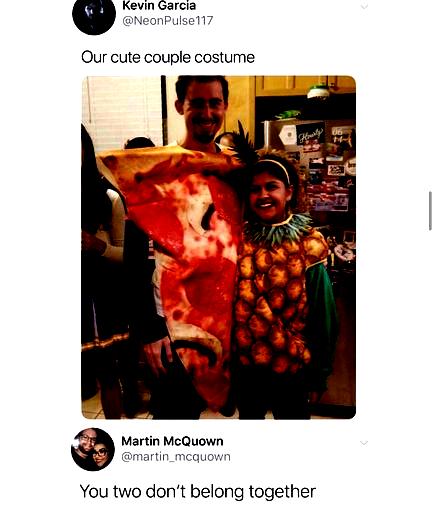 Kevin Garcia
@NeonPulse117
Our cute couple costume
Martin McQuown
@martin_mcquown
You two don't belong together